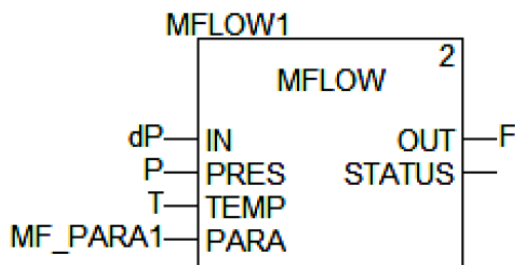 MFLOW1
2
MFLOW
dP IN OUT F
P PRES STATUS
T TEMP
MF_PARA1 PARA